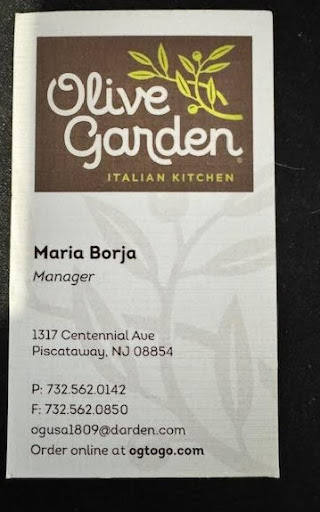 Olive
Garden®
ITALIAN KITCHEN
Maria Borja
Manager
1317 Centennial Ave
Piscataway, NJ 08854
P: 732.562.0142
F: 732.562.0850
ogusa1809@darden.com
Order online at ogtogo.com